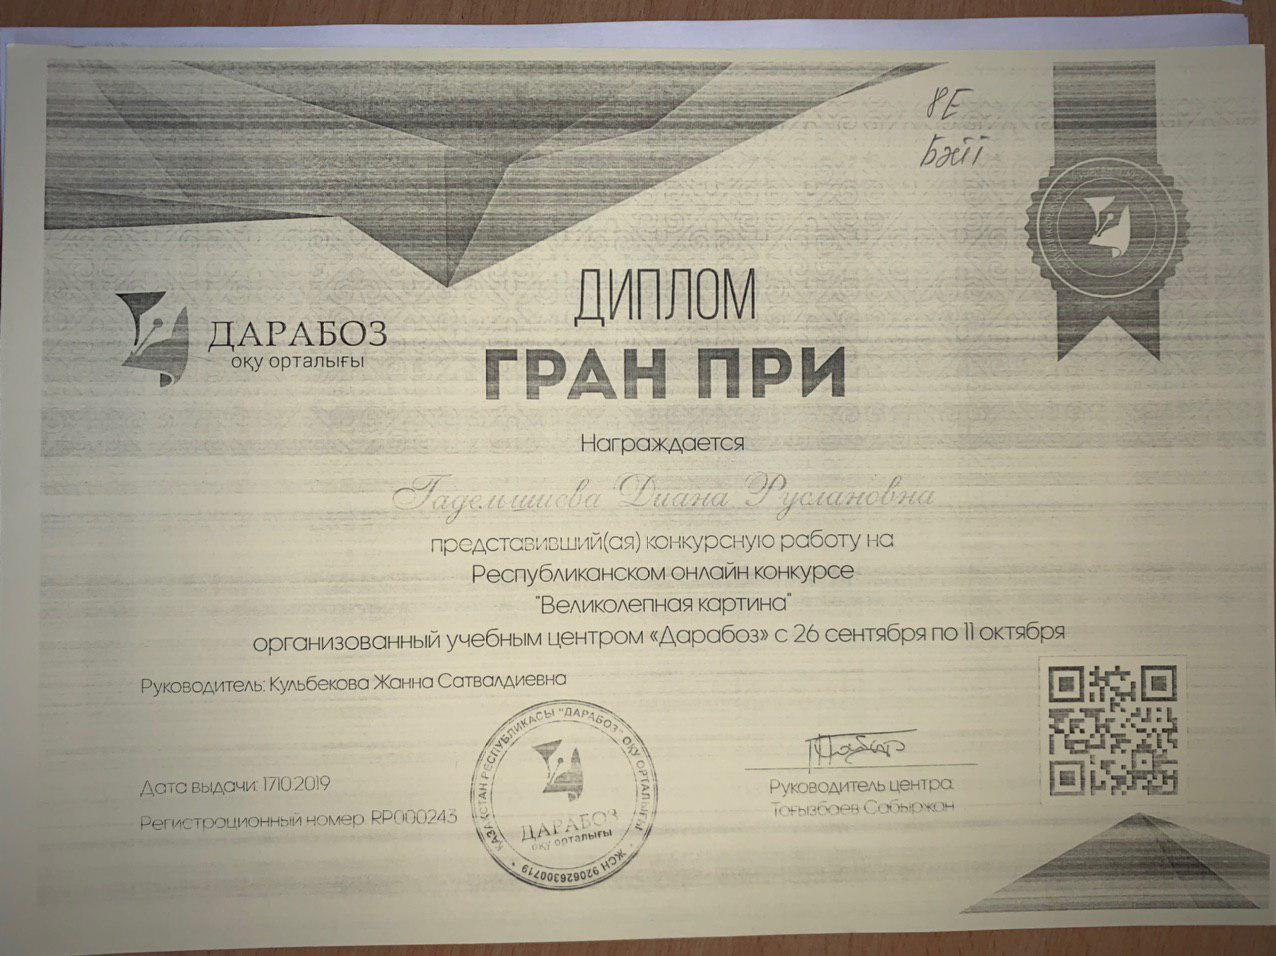 8Е
БжІІ
ДАРАБОЗ
оқу орталығы
ДИПЛОМ
ГРАН ПРИ
Награждается
Диана Руслановна
представивший(ая) конкурсную работу на
Республиканском онлайн конкурсе
"Великолепная картина"
организованный учебным центром «Дарабоз» с 26 сентября по 11 октября
Руководитель: Кульбекова Жанна Сатвалдиевна
Дата выдачи: 17.10.2019
Регистрационный номер: RP000243
ҚАЗАҚСТАН РЕСПУБЛИКАСЫ "ДАРАБОЗ" ОҚУ ОРТАЛЫҒЫ
ДАРАБОЗ
оқу орталығы
ЖСН 920626300719
Руководитель центра
Тоғызбаев Сабыржан